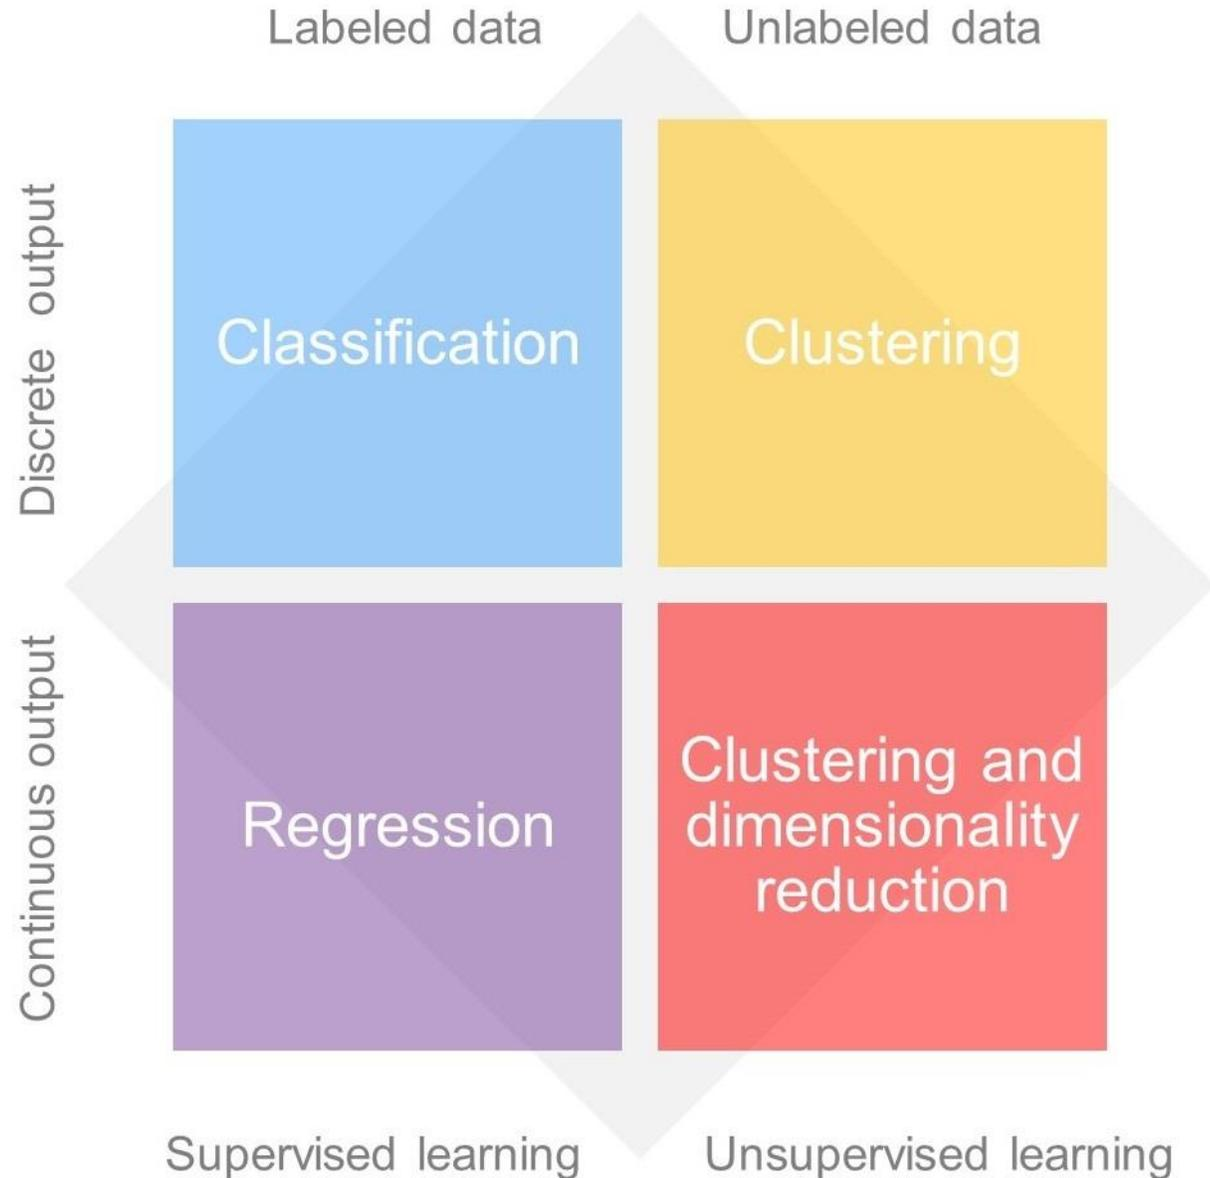 Labeled data
Unlabeled data
Discrete output
Classification
Clustering
Continuous output
Regression
Clustering and
dimensionality
reduction
Supervised learning
Unsupervised learning